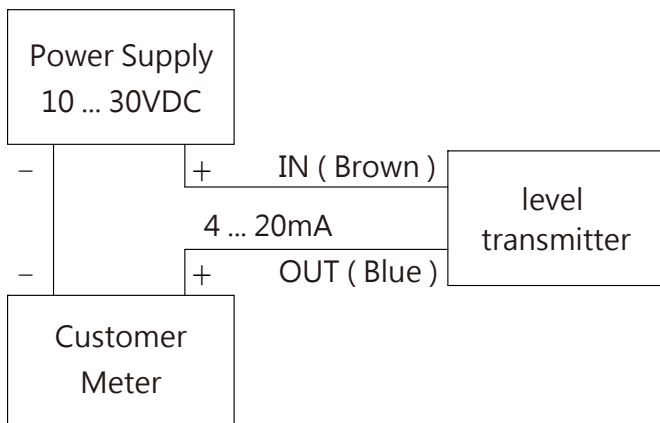 Power Supply
10 ... 30VDC
− + IN ( Brown )
level
transmitter
4 ... 20mA
− + OUT ( Blue )
Customer
Meter